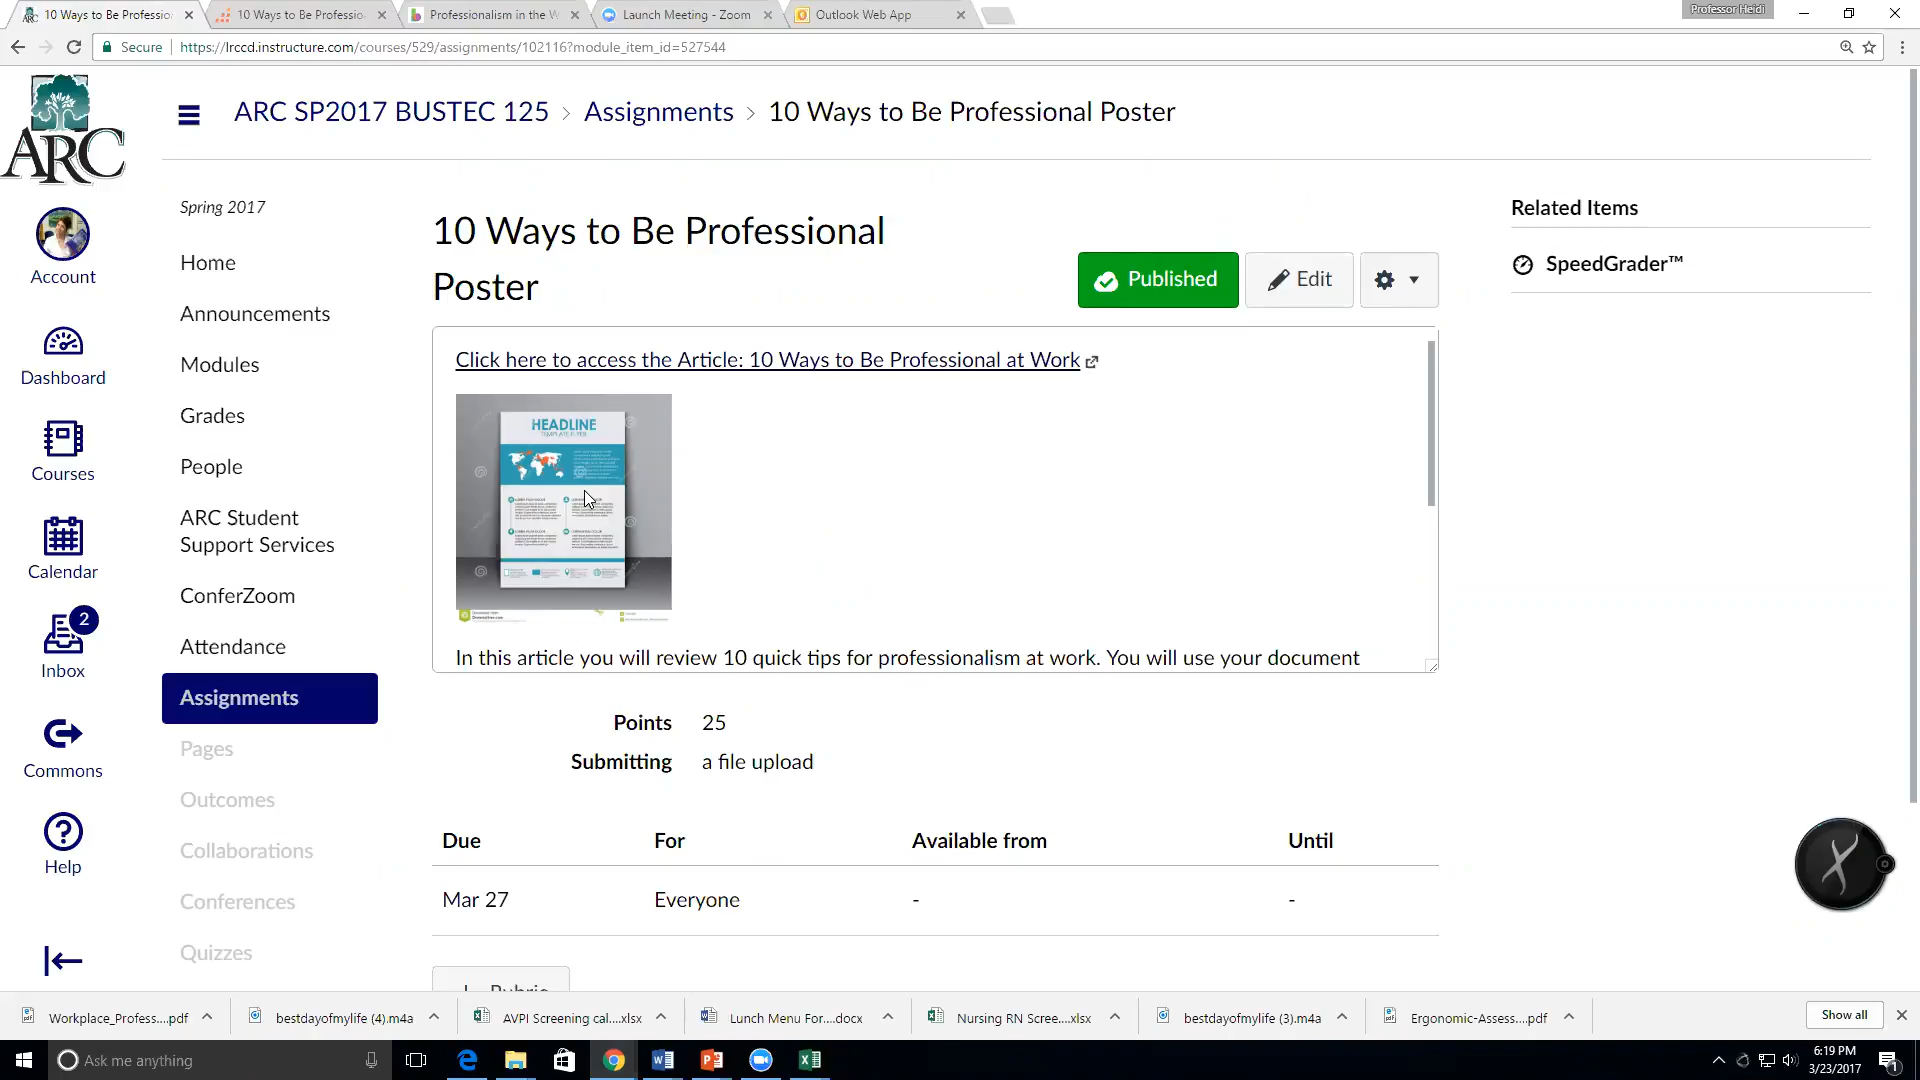 10 Ways to Be Professio
10 Ways to Be Professio
Professionalism in the W
Launch Meeting - Zoom
Outlook Web App
Professor Heidi
Secure
https://lrccd.instructure.com/courses/529/assignments/102116?module_item_id=527544
ARC
ARC SP2017 BUSTEC 125 > Assignments > 10 Ways to Be Professional Poster
Account
Dashboard
Courses
Calendar
2
Inbox
Commons
Help
Spring 2017
Home
Announcements
Modules
Grades
People
ARC Student
Support Services
ConferZoom
Attendance
Assignments
Pages
Outcomes
Collaborations
Conferences
Quizzes
10 Ways to Be Professional
Poster
Published
Edit
Related Items
SpeedGrader™
Click here to access the Article: 10 Ways to Be Professional at Work
HEADLINE
TEMPLATE FLYER
In this article you will review 10 quick tips for professionalism at work. You will use your document
Points 25
Submitting a file upload
Due For Available from Until
Mar 27 Everyone - -
+ Rubric
Workplace_Profess....pdf
bestdayofmylife (4).m4a
AVPI Screening cal....xlsx
Lunch Menu For....docx
Nursing RN Scree....xlsx
bestdayofmylife (3).m4a
Ergonomic-Assess....pdf
Show all
Ask me anything
6:19 PM
3/23/2017
1